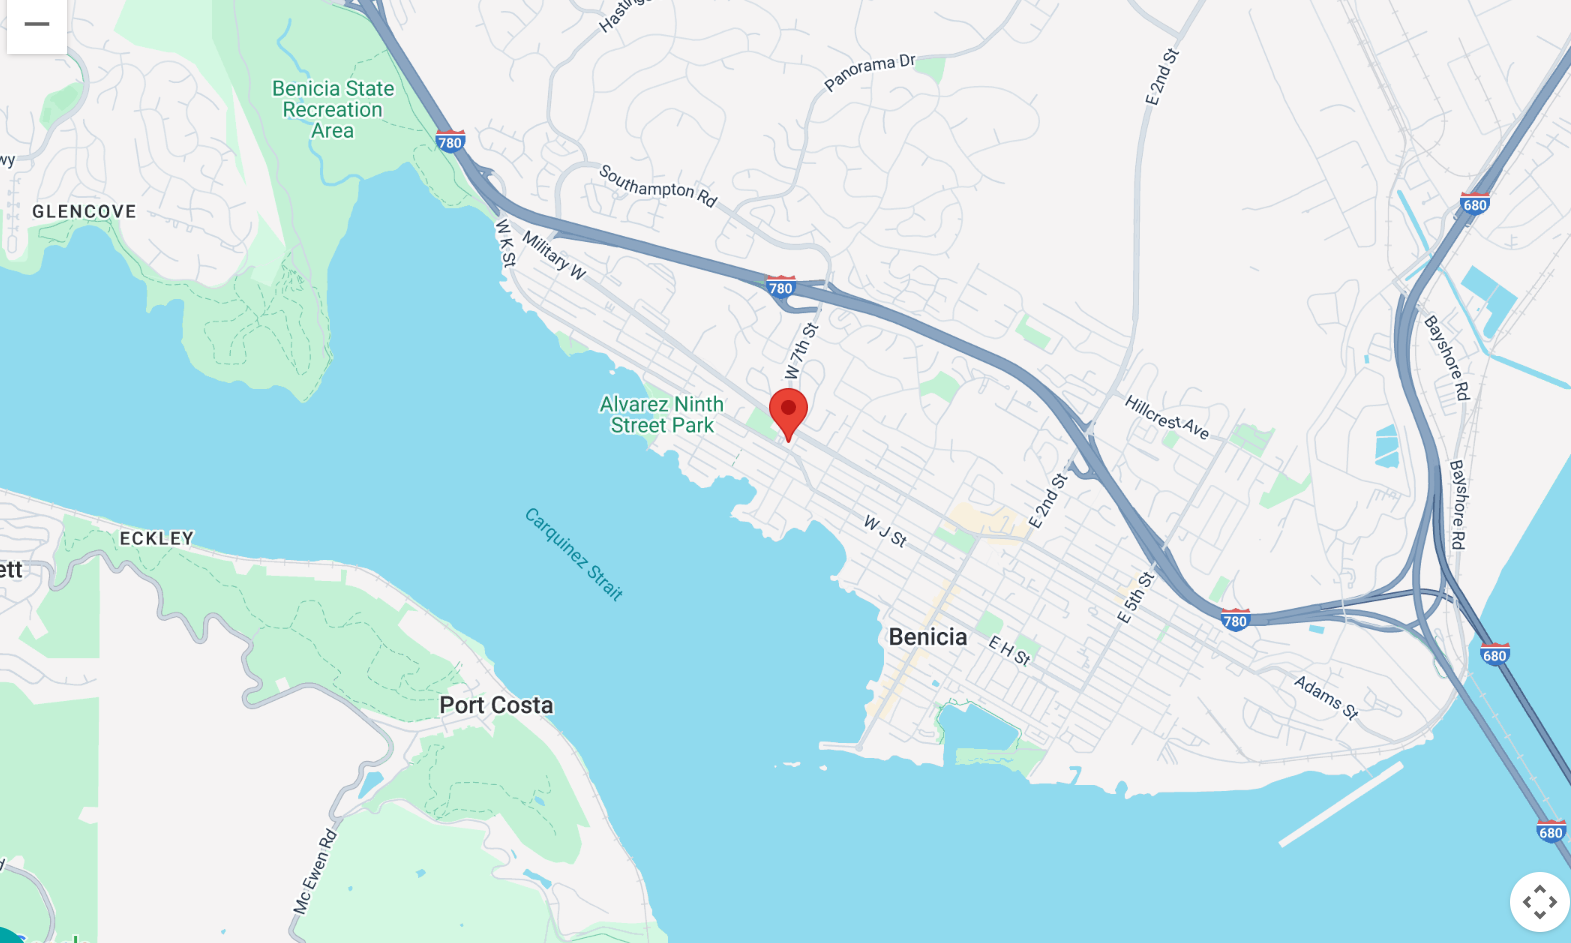 Panorama Dr
E 2nd St
Benicia State
Recreation
Area
780
wy
Southampton Rd
680
GLENCOVE
W K St
Military W
780
W 7th St
Bayshore Rd
Alvarez Ninth
Street Park
Hillcrest Ave
E 2nd St
Bayshore Rd
Carquinez Strait
W J St
ECKLEY
ett
E 5th St
780
Benicia
E H St
680
Adams St
Port Costa
680
Mc Ewen Rd